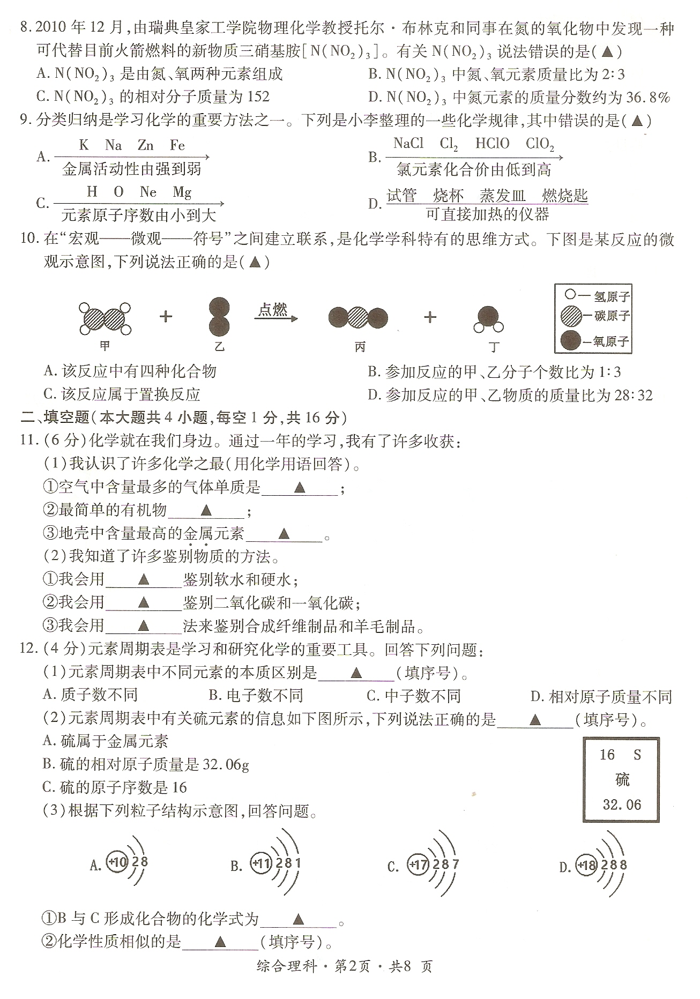 8. 2010 年 12 月,由瑞典皇家工学院物理化学教授托尔·布林克和同事在氮的氧化物中发现一种
可代替目前火箭燃料的新物质三硝基胺[N(NO₂)₃]。有关 N(NO₂)₃ 说法错误的是(▲)
A. N(NO₂)₃ 是由氮、氧两种元素组成 B. N(NO₂)₃ 中氮、氧元素质量比为 2:3
C. N(NO₂)₃ 的相对分子质量为 152 D. N(NO₂)₃ 中氮元素的质量分数约为 36.8%
9. 分类归纳是学习化学的重要方法之一。下列是小李整理的一些化学规律,其中错误的是(▲)
A. K Na Zn Fe
金属活动性由强到弱
B. NaCl Cl₂ HClO ClO₂
氯元素化合价由低到高
C. H O Ne Mg
元素原子序数由小到大
D. 试管 烧杯 蒸发皿 燃烧匙
可直接加热的仪器
10. 在“宏观——微观——符号”之间建立联系,是化学学科特有的思维方式。下图是某反应的微
观示意图,下列说法正确的是(▲)
+ 点燃 +
甲 乙 丙 丁
—氢原子
—碳原子
—氧原子
A. 该反应中有四种化合物 B. 参加反应的甲、乙分子个数比为 1:3
C. 该反应属于置换反应 D. 参加反应的甲、乙物质的质量比为 28:32
二、填空题(本大题共 4 小题,每空 1 分,共 16 分)
11. (6 分)化学就在我们身边。通过一年的学习,我有了许多收获:
(1)我认识了许多化学之最(用化学用语回答)。
①空气中含量最多的气体单质是____▲____;
②最简单的有机物____▲____;
③地壳中含量最高的金属元素____▲____。
(2)我知道了许多鉴别物质的方法。
①我会用____▲____鉴别软水和硬水;
②我会用____▲____鉴别二氧化碳和一氧化碳;
③我会用____▲____法来鉴别合成纤维制品和羊毛制品。
12. (4 分)元素周期表是学习和研究化学的重要工具。回答下列问题:
(1)元素周期表中不同元素的本质区别是____▲____(填序号)。
A. 质子数不同 B. 电子数不同 C. 中子数不同 D. 相对原子质量不同
(2)元素周期表中有关硫元素的信息如下图所示,下列说法正确的是____▲____(填序号)。
A. 硫属于金属元素
B. 硫的相对原子质量是 32.06g
C. 硫的原子序数是 16
16 S
硫
32.06
(3)根据下列粒子结构示意图,回答问题。
A. +10 2 8 B. +11 2 8 1 C. +17 2 8 7 D. +18 2 8 8
①B 与 C 形成化合物的化学式为____▲____。
②化学性质相似的是____▲____(填序号)。
综合理科·第2页·共8 页